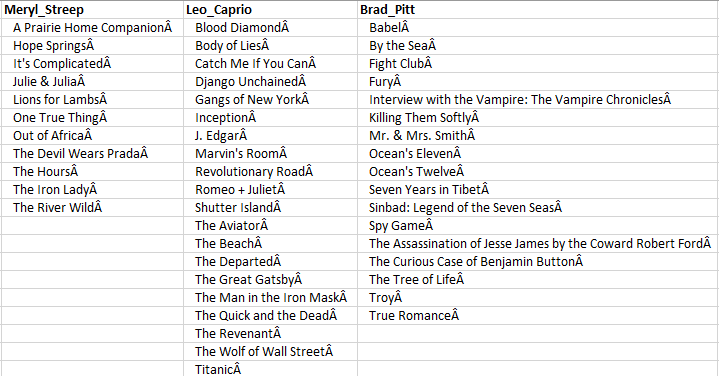 Meryl_Streep Leo_Caprio Brad_Pitt
A Prairie Home CompanionÂ Blood DiamondÂ BabelÂ
Hope SpringsÂ Body of LiesÂ By the SeaÂ
It's ComplicatedÂ Catch Me If You CanÂ Fight ClubÂ
Julie & JuliaÂ Django UnchainedÂ FuryÂ
Lions for LambsÂ Gangs of New YorkÂ Interview with the Vampire: The Vampire ChroniclesÂ
One True ThingÂ InceptionÂ Killing Them SoftlyÂ
Out of AfricaÂ J. EdgarÂ Mr. & Mrs. SmithÂ
The Devil Wears PradaÂ Marvin's RoomÂ Ocean's ElevenÂ
The HoursÂ Revolutionary RoadÂ Ocean's TwelveÂ
The Iron LadyÂ Romeo + JulietÂ Seven Years in TibetÂ
The River WildÂ Shutter IslandÂ Sinbad: Legend of the Seven SeasÂ
The AviatorÂ Spy GameÂ
The BeachÂ The Assassination of Jesse James by the Coward Robert FordÂ
The DepartedÂ The Curious Case of Benjamin ButtonÂ
The Great GatsbyÂ The Tree of LifeÂ
The Man in the Iron MaskÂ TroyÂ
The Quick and the DeadÂ True RomanceÂ
The RevenantÂ
The Wolf of Wall StreetÂ
TitanicÂ